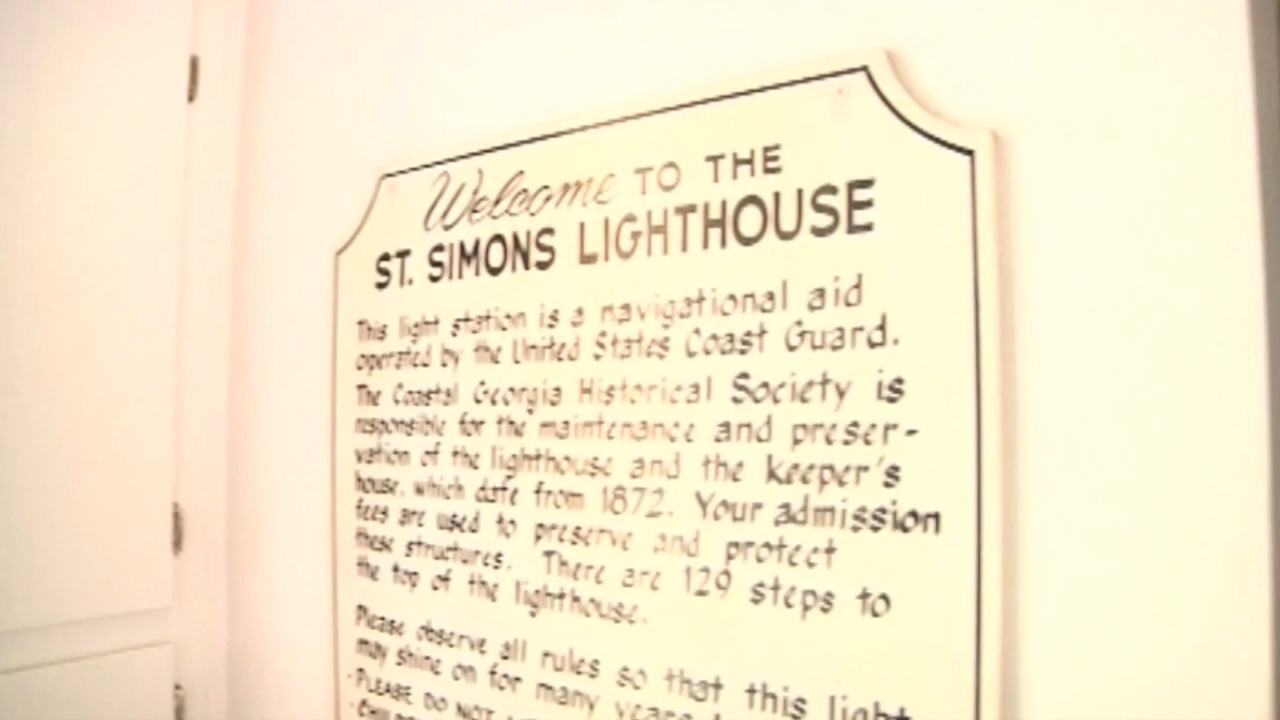 Welcome TO THE
ST. SIMONS LIGHTHOUSE
This light station is a navigational aid
operated by the United States Coast Guard.
The Coastal Georgia Historical Society is
responsible for the maintenance and preser-
vation of the lighthouse and the keeper's
house, which date from 1872. Your admission
fees are used to preserve and protect
these structures. There are 129 steps to
the top of the lighthouse.
Please observe all rules so that this light
may shine on for many years
·PLEASE DO NOT